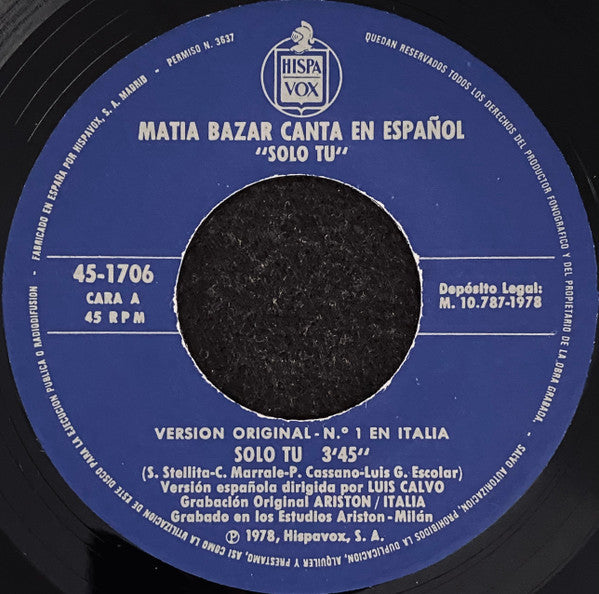 HISPA
VOX
MATIA BAZAR CANTA EN ESPAÑOL
"SOLO TU"
45-1706
CARA A
45 RPM
Depósito Legal:
M. 10.787-1978
VERSION ORIGINAL - N.º 1 EN ITALIA
SOLO TU 3'45"
(S. Stellita-C. Marrale-P. Cassano-Luis G. Escolar)
Versión española dirigida por LUIS CALVO
Grabación Original ARISTON / ITALIA
Grabado en los Estudios Ariston - Milán
Ⓟ 1978, Hispavox, S. A.
FABRICADO EN ESPAÑA POR HISPAVOX, S. A. MADRID - PERMISO N. 3637
QUEDAN RESERVADOS TODOS LOS DERECHOS DEL PRODUCTOR FONOGRAFICO Y DEL PROPIETARIO DE LA OBRA GRABADA.
SALVO AUTORIZACION, PROHIBIDOS LA DUPLICACION, ALQUILER Y PRESTAMO, ASI COMO LA UTILIZACION DE ESTE DISCO PARA LA EJECUCION PUBLICA O RADIODIFUSION -